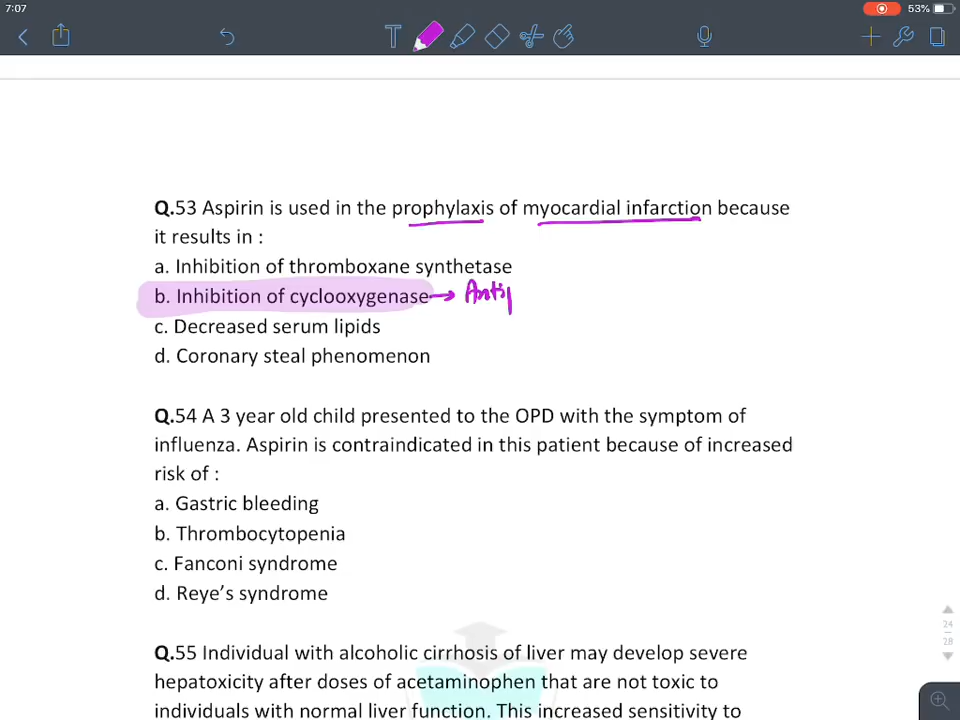 7:07
53%
T
Q.53 Aspirin is used in the prophylaxis of myocardial infarction because
it results in :
a. Inhibition of thromboxane synthetase
b. Inhibition of cyclooxygenase → Antip
c. Decreased serum lipids
d. Coronary steal phenomenon
Q.54 A 3 year old child presented to the OPD with the symptom of
influenza. Aspirin is contraindicated in this patient because of increased
risk of :
a. Gastric bleeding
b. Thrombocytopenia
c. Fanconi syndrome
d. Reye’s syndrome
24
28
Q.55 Individual with alcoholic cirrhosis of liver may develop severe
hepatoxicity after doses of acetaminophen that are not toxic to
individuals with normal liver function. This increased sensitivity to